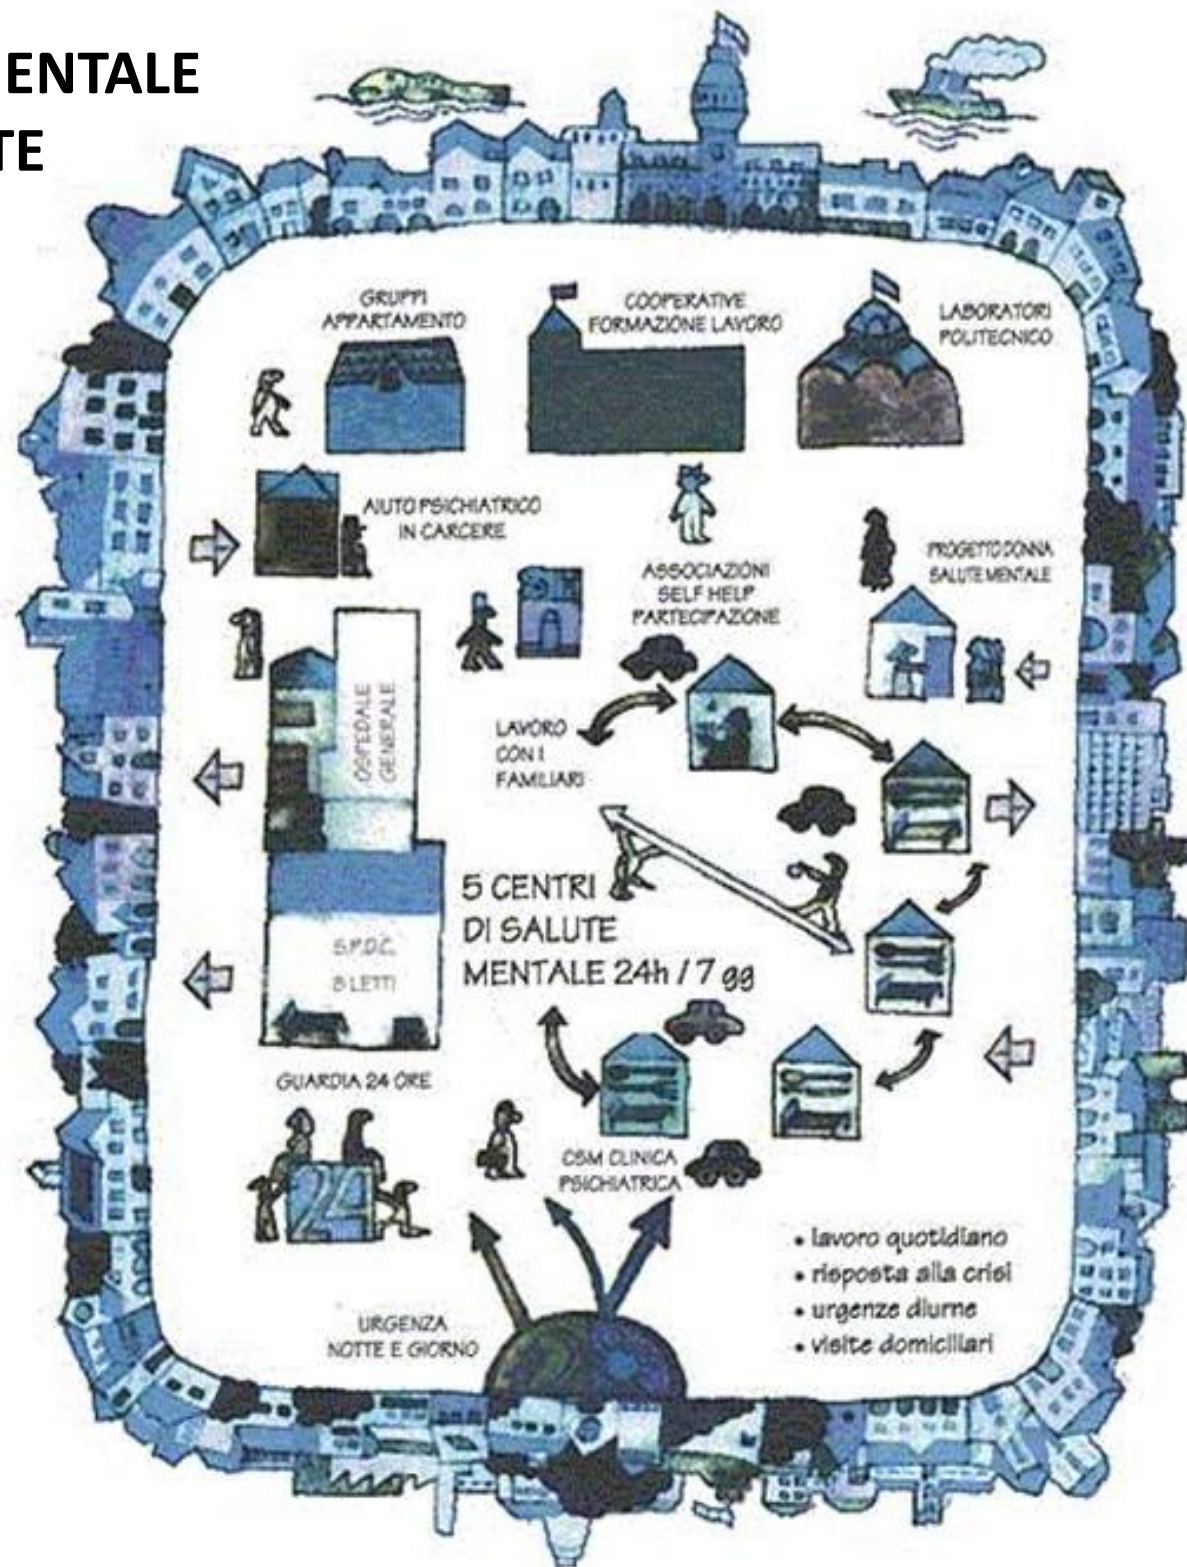 ENTALE
TE
GRUPPI
APPARTAMENTO
COOPERATIVE
FORMAZIONE LAVORO
LABORATORI
POLITECNICO
AIUTO PSICHIATRICO
IN CARCERE
ASSOCIAZIONI
SELF HELP
PARTECIPAZIONE
PROGETTO DONNA
SALUTE MENTALE
OSPEDALE
GENERALE
LAVORO
CON I
FAMILIARI
5 CENTRI
DI SALUTE
MENTALE 24h / 7 gg
S.P.D.C.
8 LETTI
GUARDIA 24 ORE
24
CSM CLINICA
PSICHIATRICA
URGENZA
NOTTE E GIORNO
• lavoro quotidiano
• risposta alla crisi
• urgenze diurne
• visite domiciliari